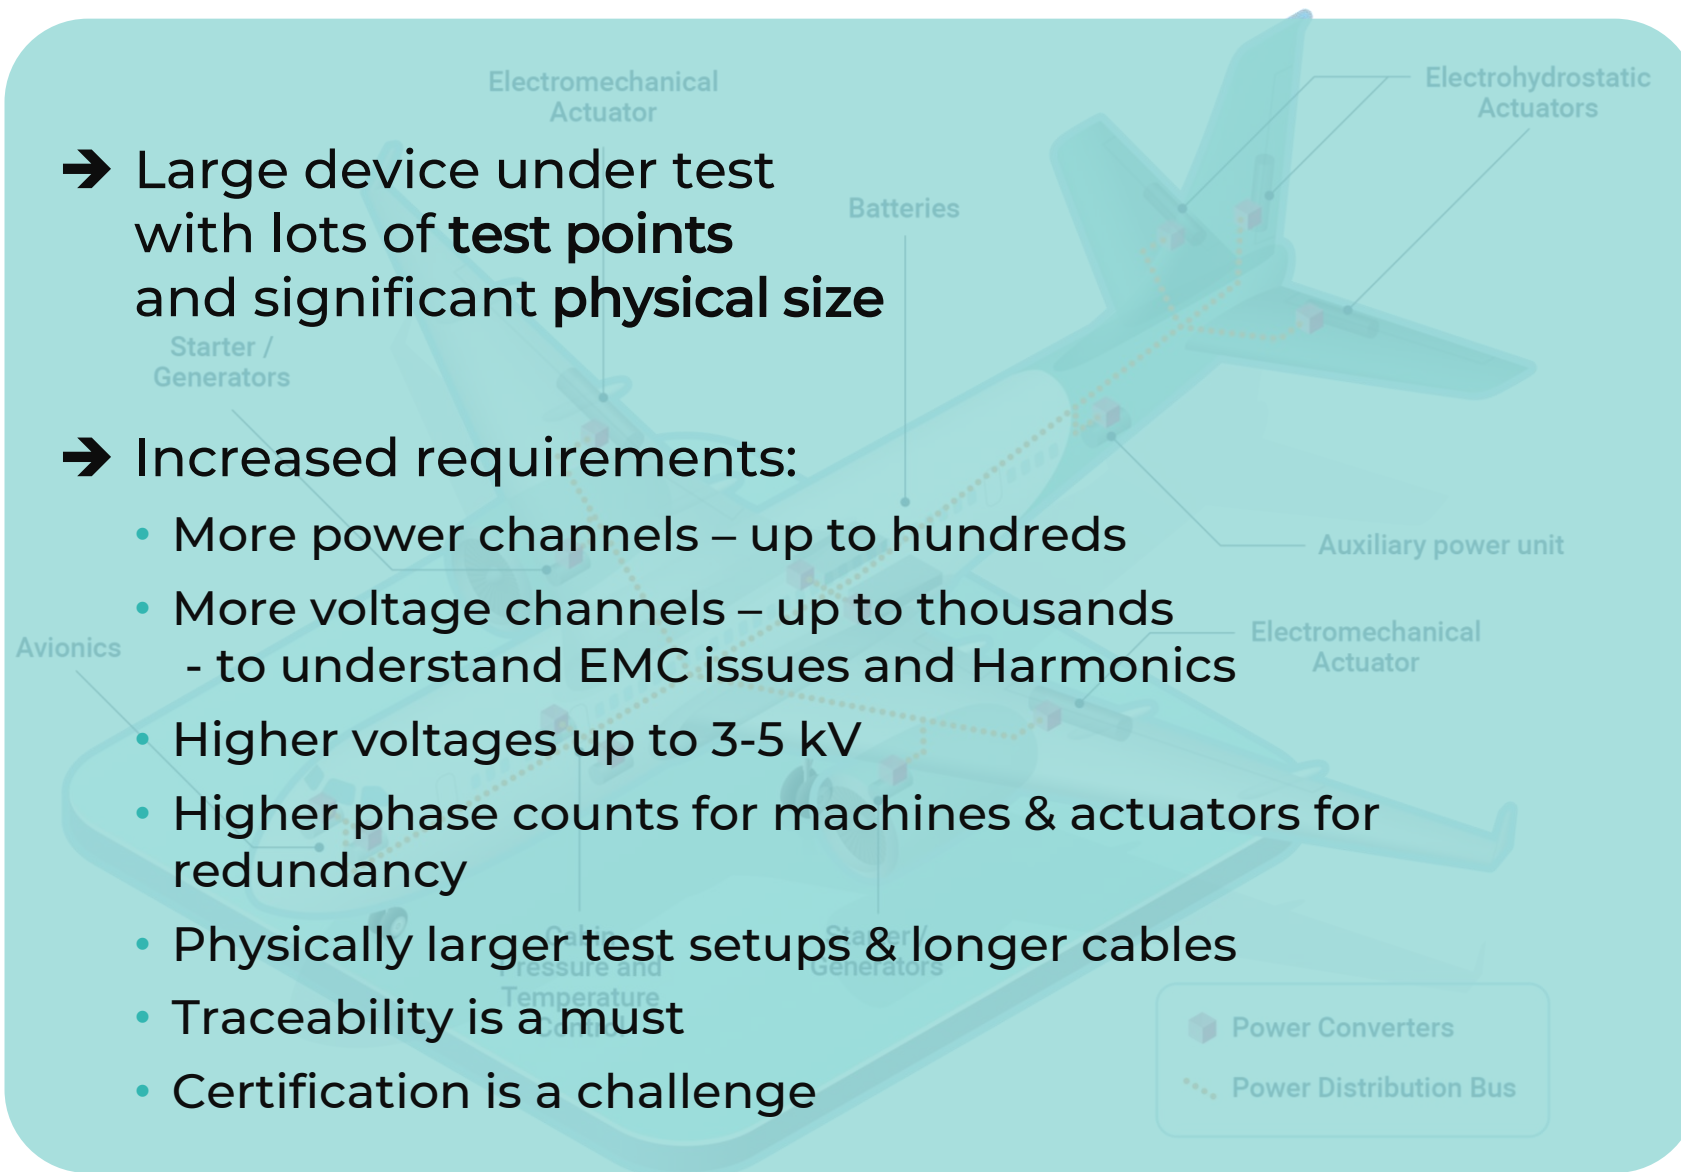 Electromechanical
Actuator
Electrohydrostatic
Actuators
➔ Large device under test
with lots of test points
and significant physical size
Batteries
Starter /
Generators
➔ Increased requirements:
• More power channels – up to hundreds
Auxiliary power unit
• More voltage channels – up to thousands
- to understand EMC issues and Harmonics
Avionics
Electromechanical
Actuator
• Higher voltages up to 3-5 kV
• Higher phase counts for machines & actuators for
redundancy
• Physically larger test setups & longer cables
Cabin
Pressure and
Temperature
Control
Starter /
Generators
• Traceability is a must
• Certification is a challenge
Power Converters
Power Distribution Bus